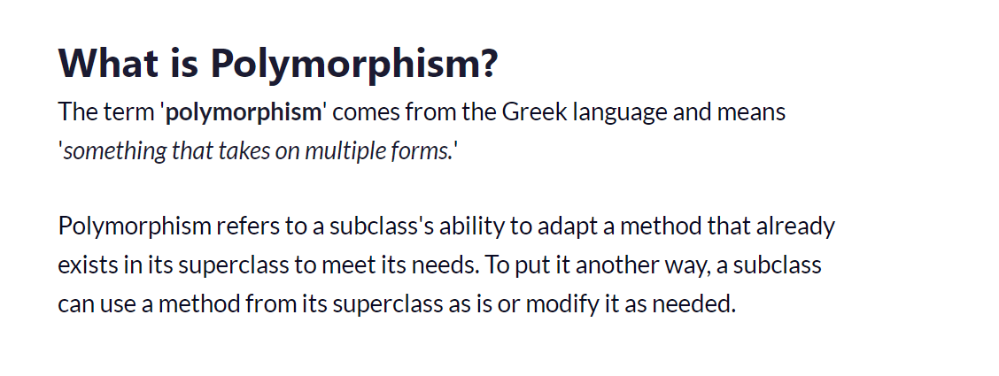 What is Polymorphism?
The term 'polymorphism' comes from the Greek language and means
'something that takes on multiple forms.'
Polymorphism refers to a subclass's ability to adapt a method that already
exists in its superclass to meet its needs. To put it another way, a subclass
can use a method from its superclass as is or modify it as needed.